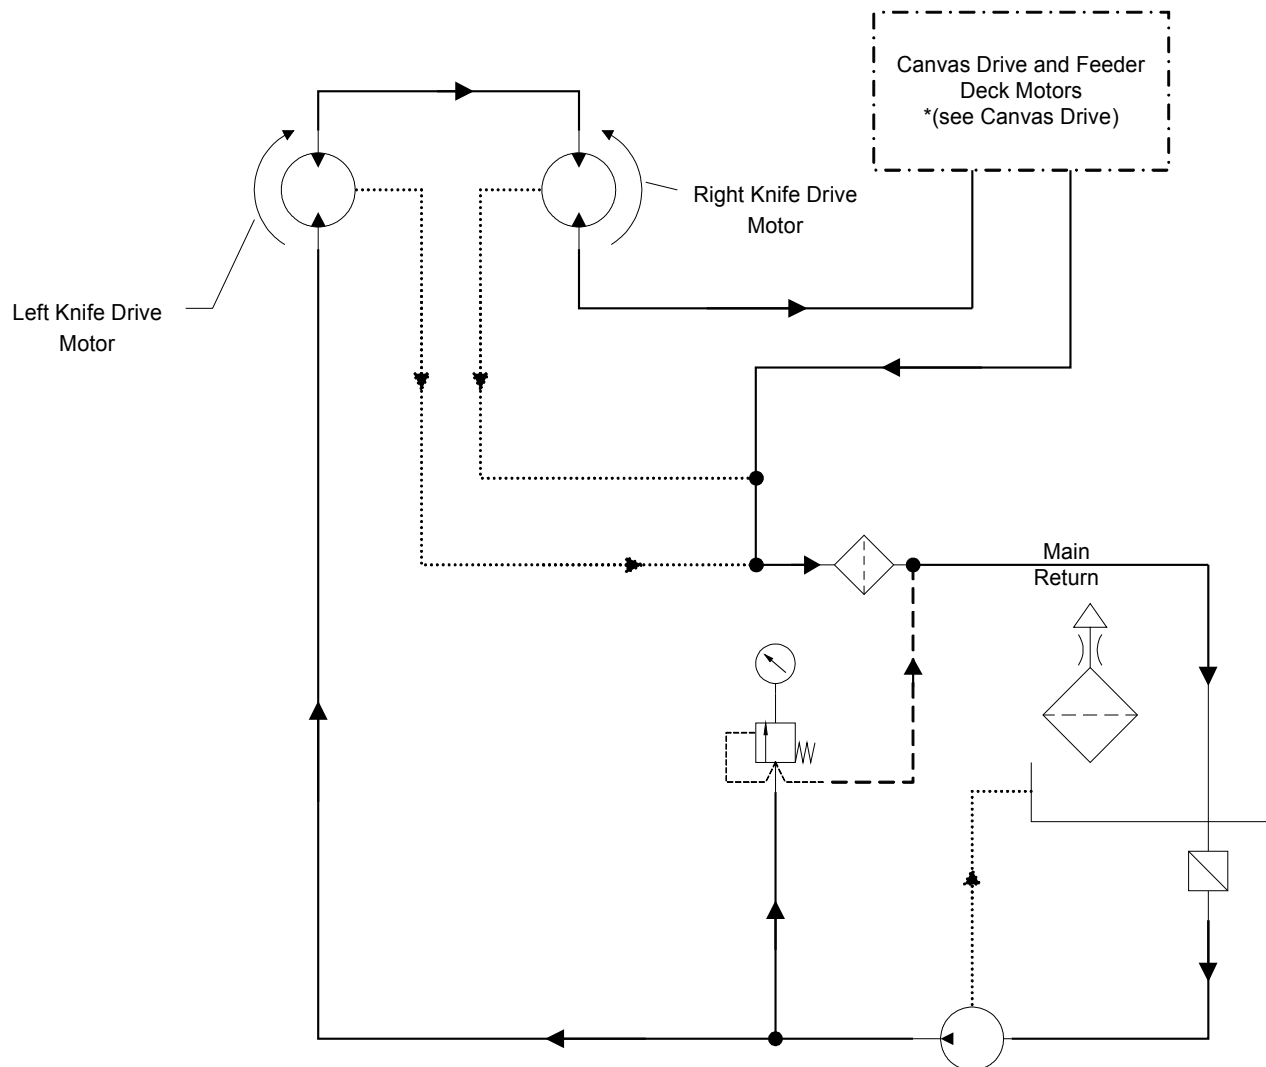 Canvas Drive and Feeder
Deck Motors
*(see Canvas Drive)
Right Knife Drive
Motor
Left Knife Drive
Motor
Main
Return